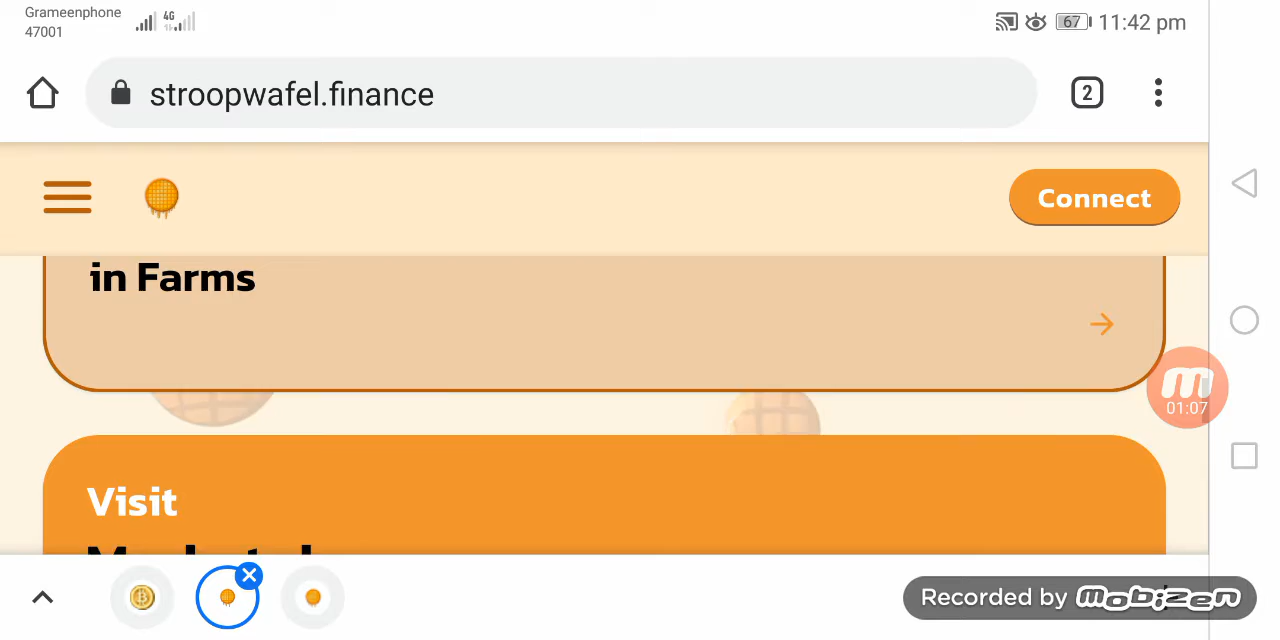 Grameenphone
47001
4G
67
11:42 pm
stroopwafel.finance
2
Connect
in Farms
01:07
Visit
Recorded by mobizen